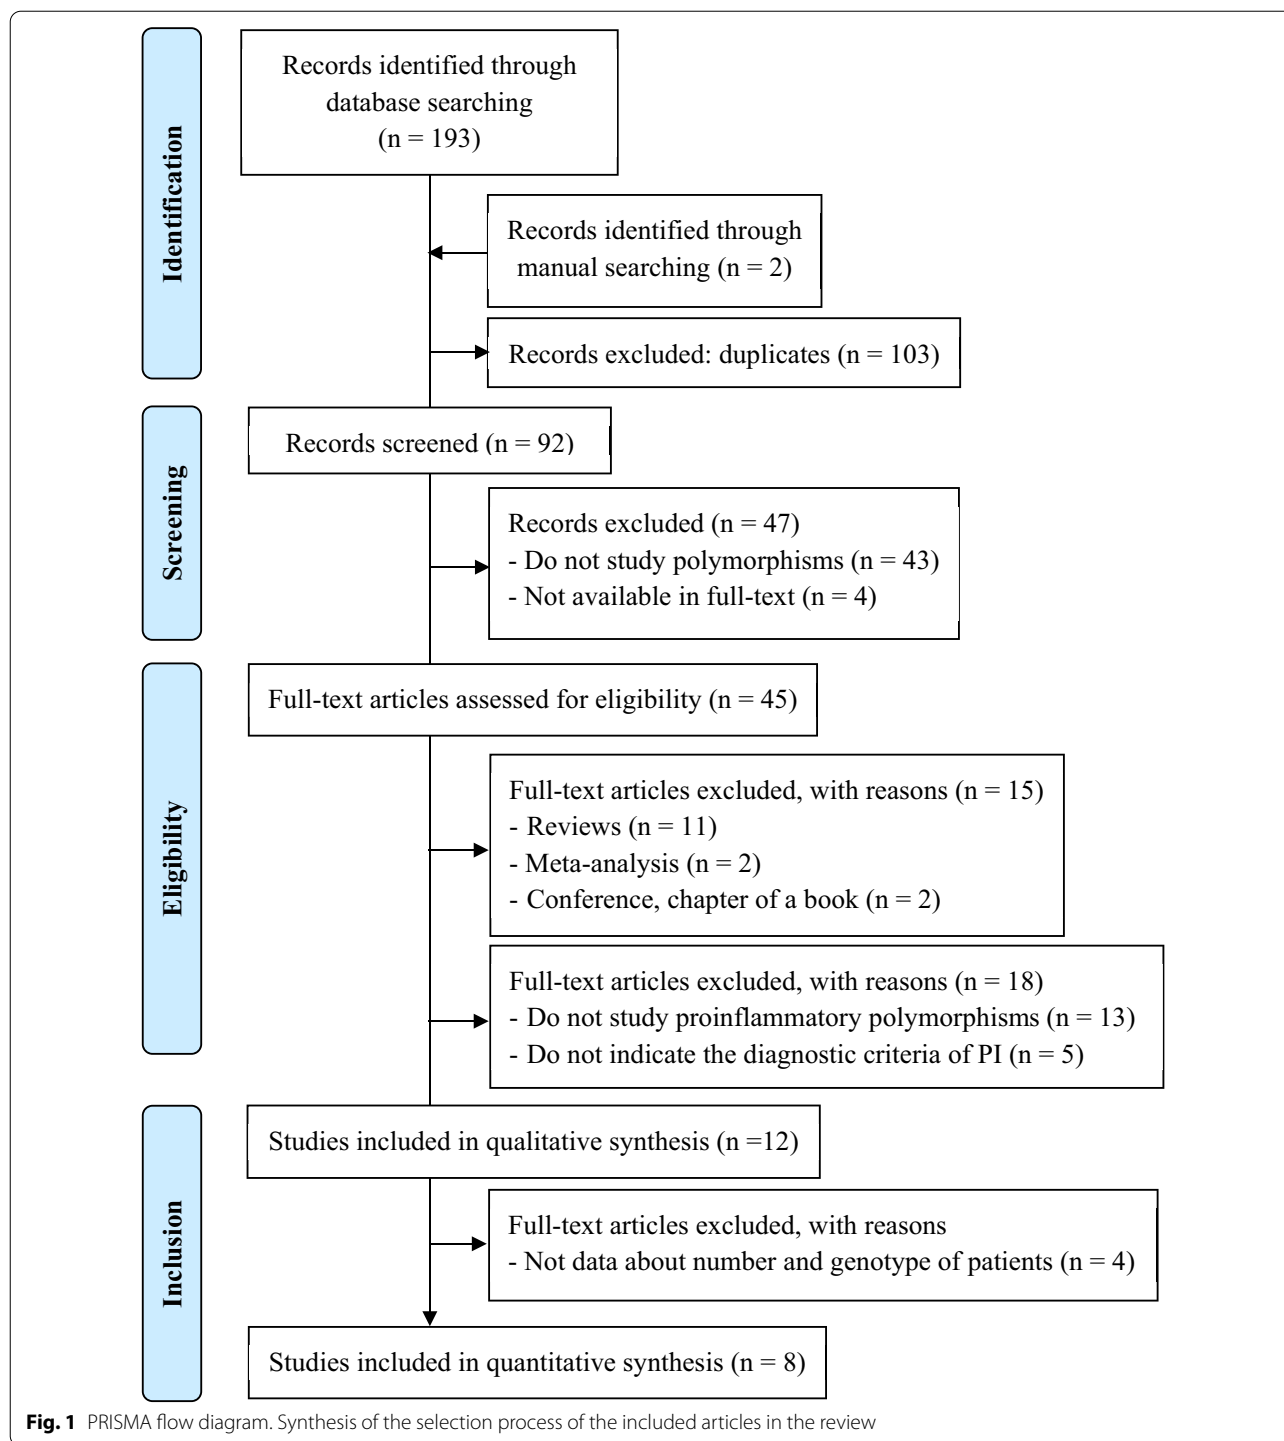 Identification
Records identified through
database searching
(n = 193)
Records identified through
manual searching (n = 2)
Records excluded: duplicates (n = 103)
Screening
Records screened (n = 92)
Records excluded (n = 47)
- Do not study polymorphisms (n = 43)
- Not available in full-text (n = 4)
Eligibility
Full-text articles assessed for eligibility (n = 45)
Full-text articles excluded, with reasons (n = 15)
- Reviews (n = 11)
- Meta-analysis (n = 2)
- Conference, chapter of a book (n = 2)
Full-text articles excluded, with reasons (n = 18)
- Do not study proinflammatory polymorphisms (n = 13)
- Do not indicate the diagnostic criteria of PI (n = 5)
Inclusion
Studies included in qualitative synthesis (n =12)
Full-text articles excluded, with reasons
- Not data about number and genotype of patients (n = 4)
Studies included in quantitative synthesis (n = 8)
Fig. 1 PRISMA flow diagram. Synthesis of the selection process of the included articles in the review